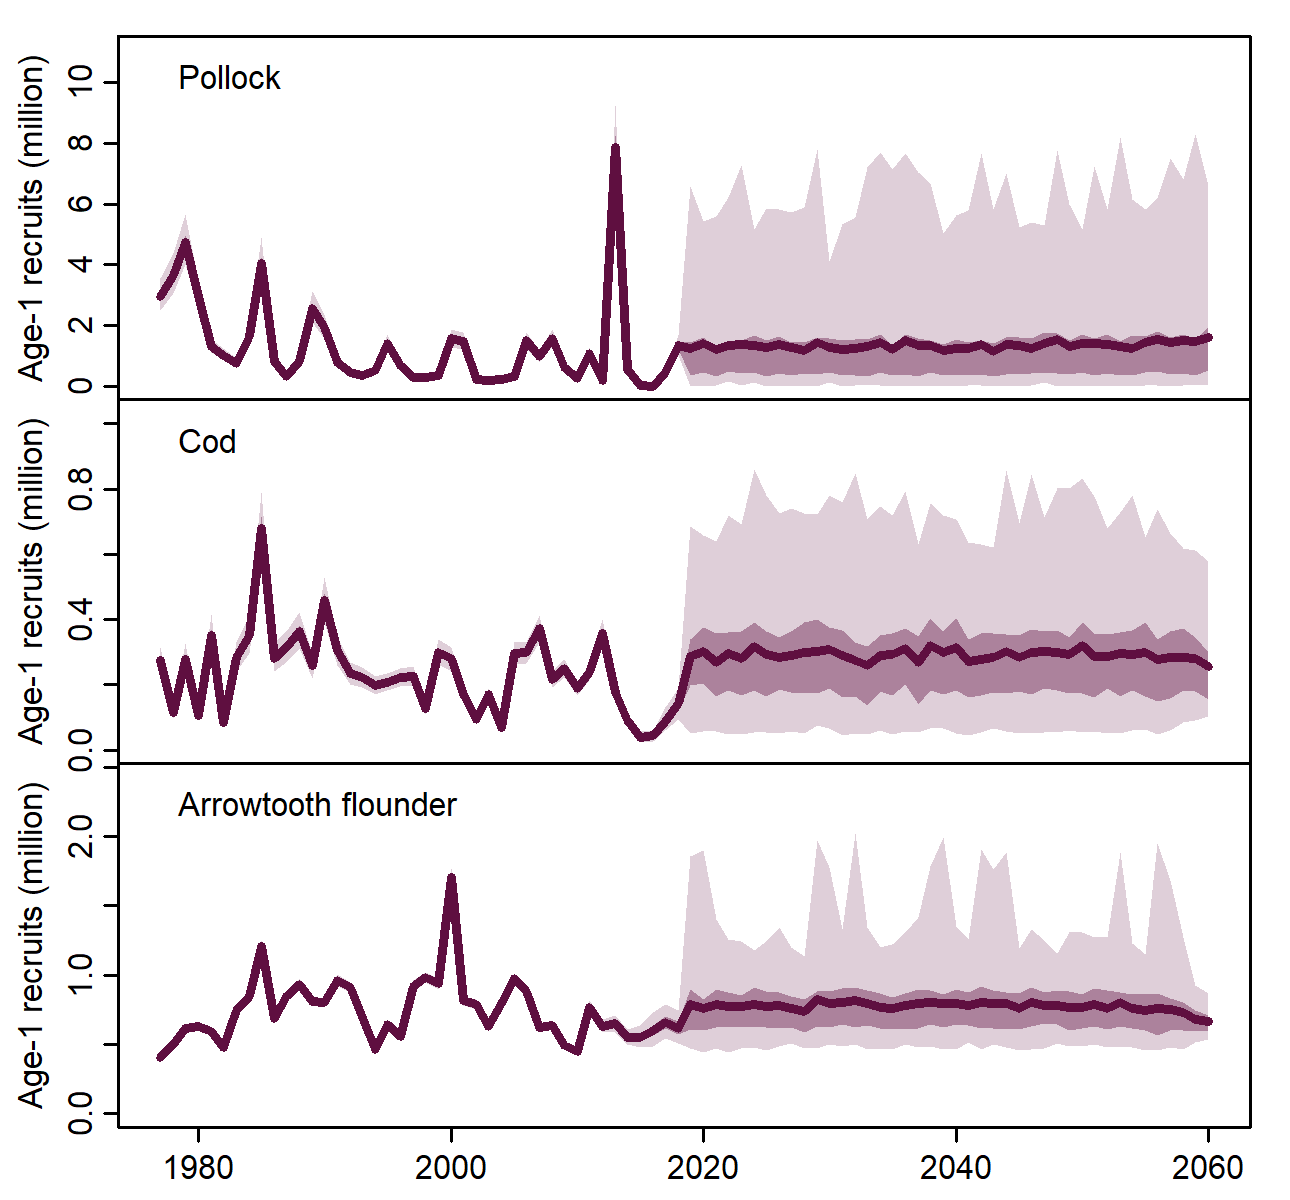 Pollock
Age-1 recruits (million)
10
8
6
4
2
0
Cod
Age-1 recruits (million)
0.8
0.4
0.0
Arrowtooth flounder
Age-1 recruits (million)
2.0
1.0
0.0
1980 2000 2020 2040 2060